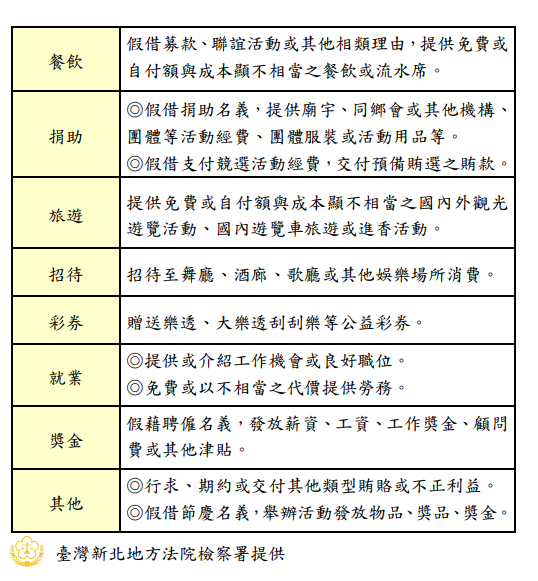 餐飲
假借募款、聯誼活動或其他相類理由,提供免費或
自付額與成本顯不相當之餐飲或流水席。
捐助
◎假借捐助名義,提供廟宇、同鄉會或其他機構、
團體等活動經費、團體服裝或活動用品等。
◎假借支付競選活動經費,交付預備賄選之賄款。
旅遊
提供免費或自付額與成本顯不相當之國內外觀光
遊覽活動、國內遊覽車旅遊或進香活動。
招待
招待至舞廳、酒廊、歌廳或其他娛樂場所消費。
彩券
贈送樂透、大樂透刮刮樂等公益彩券。
就業
◎提供或介紹工作機會或良好職位。
◎免費或以不相當之代價提供勞務。
獎金
假藉聘僱名義,發放薪資、工資、工作獎金、顧問
費或其他津貼。
其他
◎行求、期約或交付其他類型賄賂或不正利益。
◎假借節慶名義,舉辦活動發放物品、獎品、獎金。
臺灣新北地方法院檢察署提供